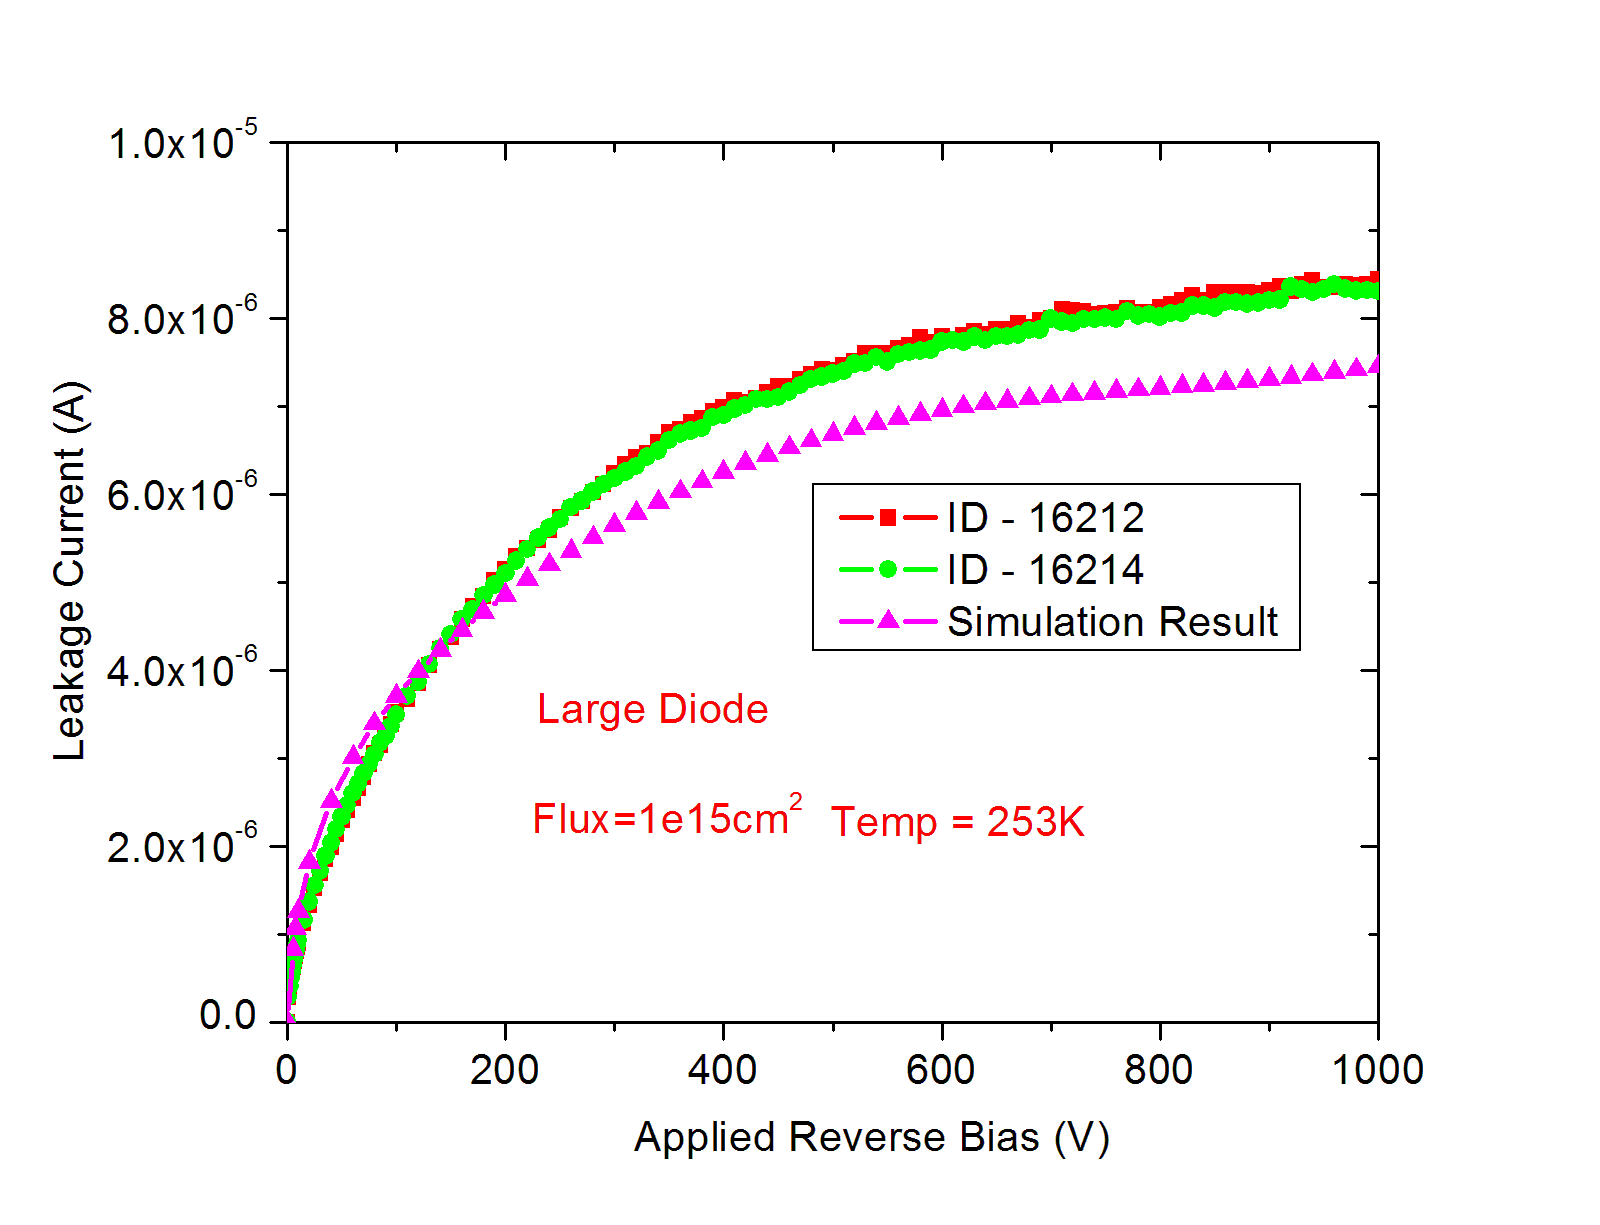 1.0x10^-5
8.0x10^-6
6.0x10^-6
4.0x10^-6
2.0x10^-6
0.0
Leakage Current (A)
ID - 16212
ID - 16214
Simulation Result
Large Diode
Flux=1e15cm^2 Temp = 253K
0 200 400 600 800 1000
Applied Reverse Bias (V)